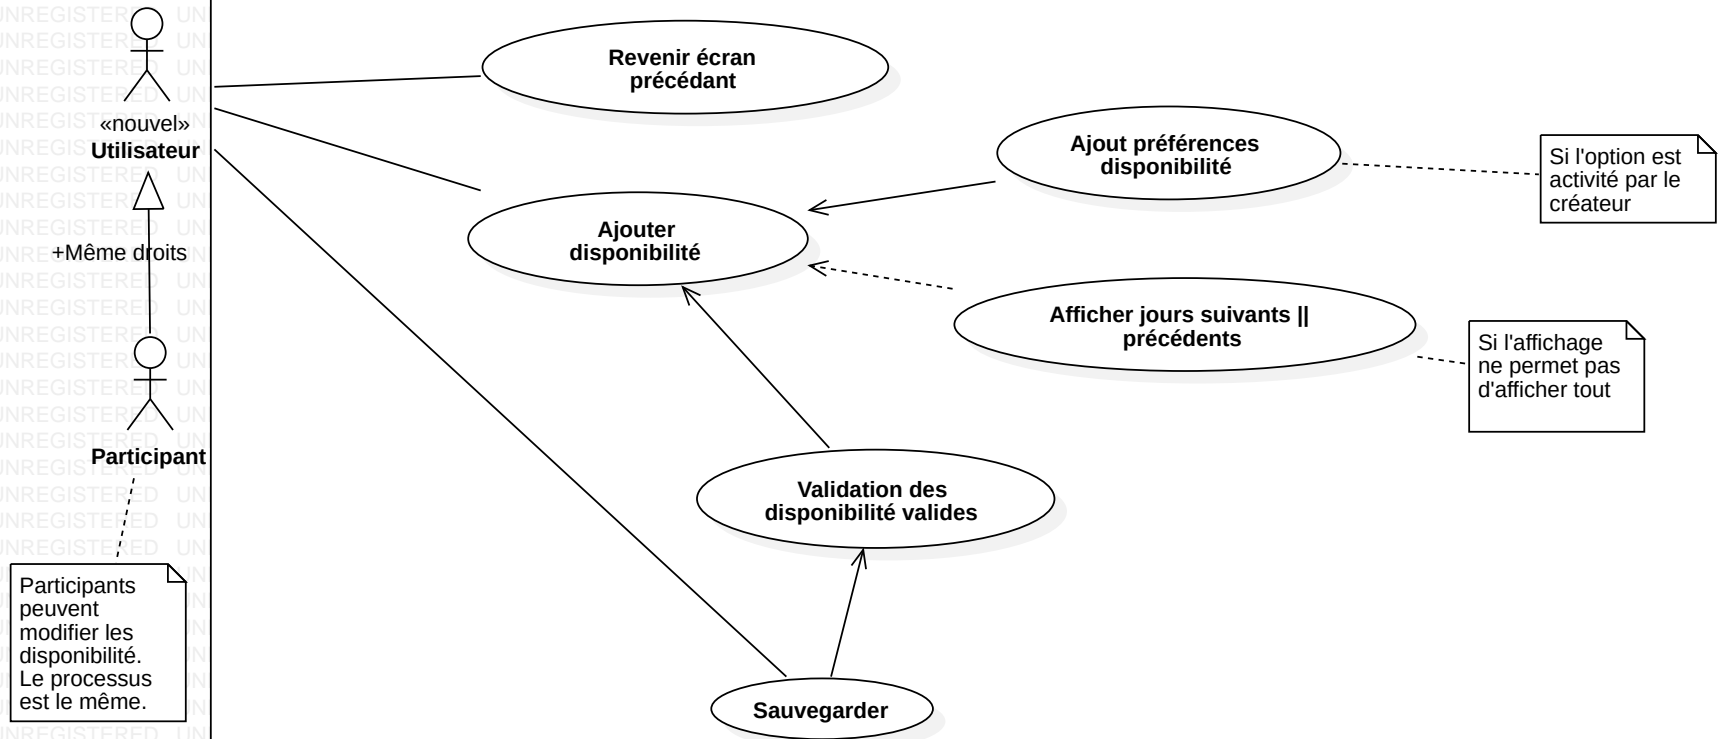 «nouvel»
Utilisateur
+Même droits
Participant
Participants
peuvent
modifier les
disponibilité.
Le processus
est le même.
Revenir écran
précédant
Ajouter
disponibilité
Ajout préférences
disponibilité
Si l'option est
activité par le
créateur
Afficher jours suivants ||
précédents
Si l'affichage
ne permet pas
d'afficher tout
Validation des
disponibilité valides
Sauvegarder
UNREGISTERED UN